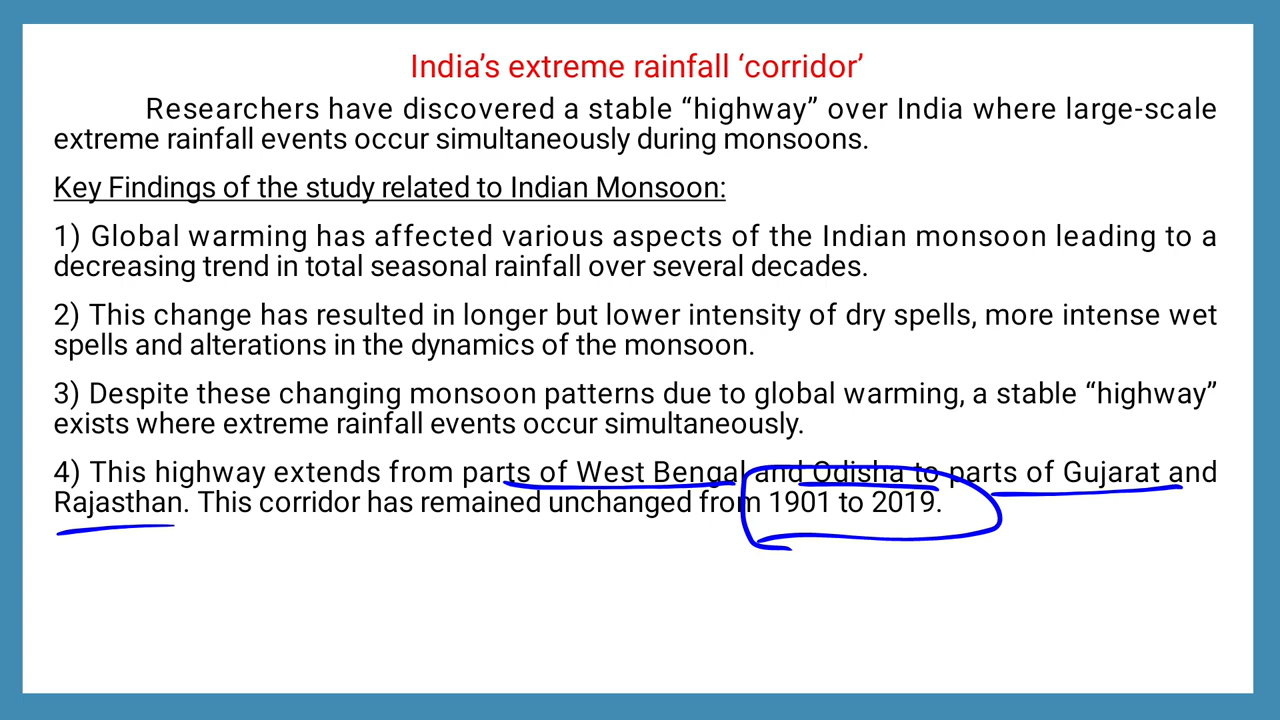 India’s extreme rainfall ‘corridor’
Researchers have discovered a stable “highway” over India where large-scale
extreme rainfall events occur simultaneously during monsoons.
Key Findings of the study related to Indian Monsoon:
1) Global warming has affected various aspects of the Indian monsoon leading to a
decreasing trend in total seasonal rainfall over several decades.
2) This change has resulted in longer but lower intensity of dry spells, more intense wet
spells and alterations in the dynamics of the monsoon.
3) Despite these changing monsoon patterns due to global warming, a stable “highway”
exists where extreme rainfall events occur simultaneously.
4) This highway extends from parts of West Bengal and Odisha to parts of Gujarat and
Rajasthan. This corridor has remained unchanged from 1901 to 2019.